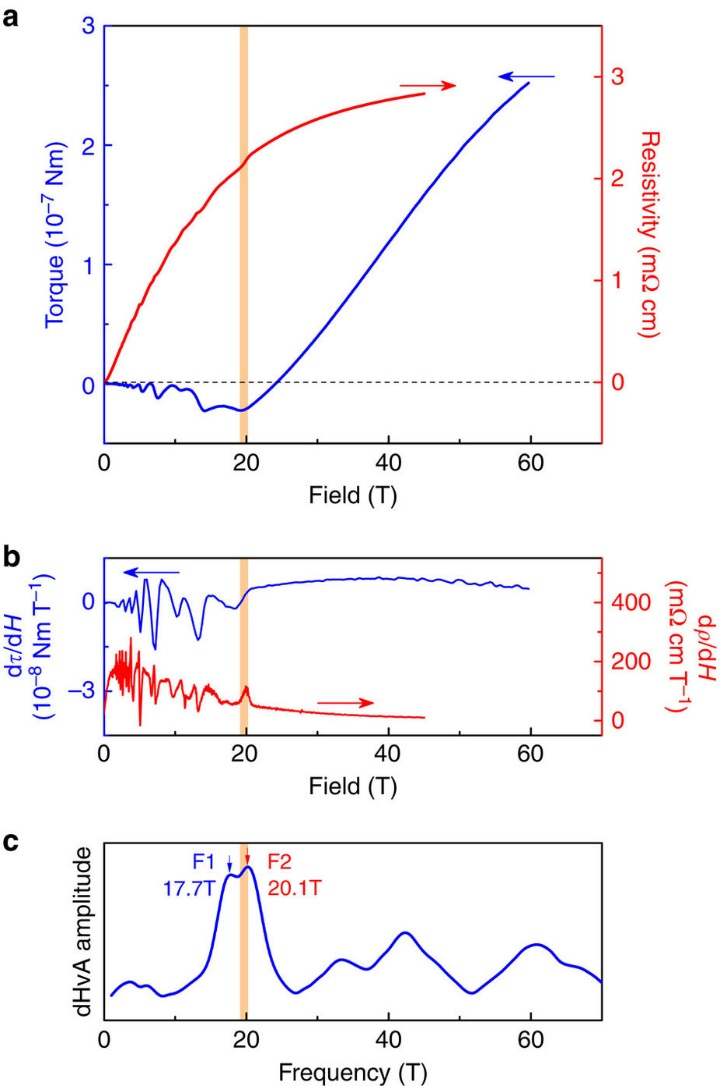 a
3
2
1
0
Torque (10⁻⁷ Nm)
3
2
1
0
Resistivity (mΩ cm)
0 20 40 60
Field (T)
b
0
−3
dτ/dH
(10⁻⁸ Nm T⁻¹)
400
200
0
dρ/dH
(mΩ cm T⁻¹)
0 20 40 60
Field (T)
c
dHvA amplitude
F1 F2
17.7T 20.1T
0 20 40 60
Frequency (T)